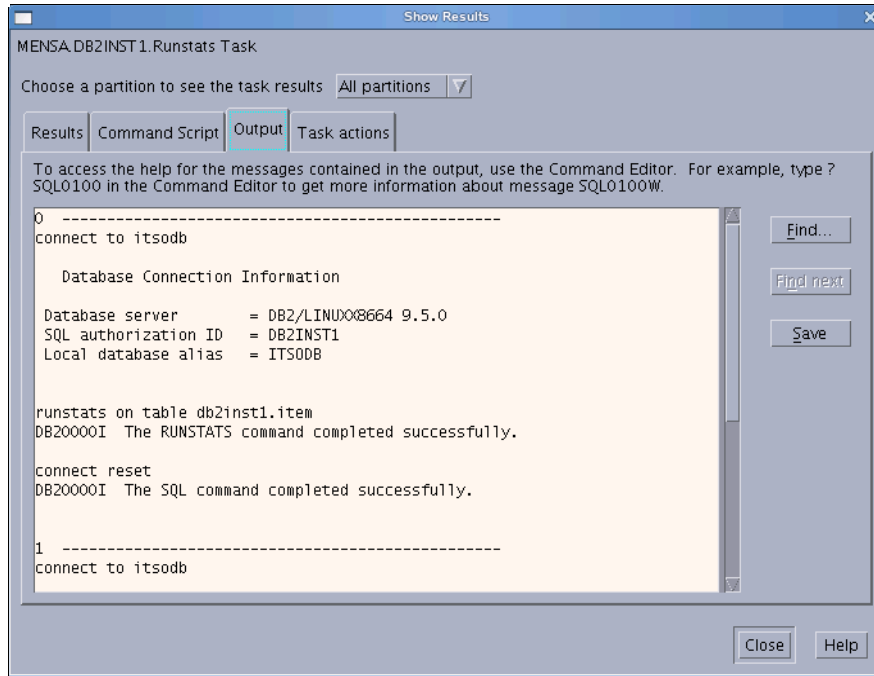 Show Results
MENSA.DB2INST1.Runstats Task
Choose a partition to see the task results All partitions
Results Command Script Output Task actions
To access the help for the messages contained in the output, use the Command Editor. For example, type ?
SQL0100 in the Command Editor to get more information about message SQL0100W.
0 ------------------------------------------------
connect to itsodb
Database Connection Information
Database server = DB2/LINUXX8664 9.5.0
SQL authorization ID = DB2INST1
Local database alias = ITSODB
runstats on table db2inst1.item
DB20000I The RUNSTATS command completed successfully.
connect reset
DB20000I The SQL command completed successfully.
1 ------------------------------------------------
connect to itsodb
Find...
Find next
Save
Close Help